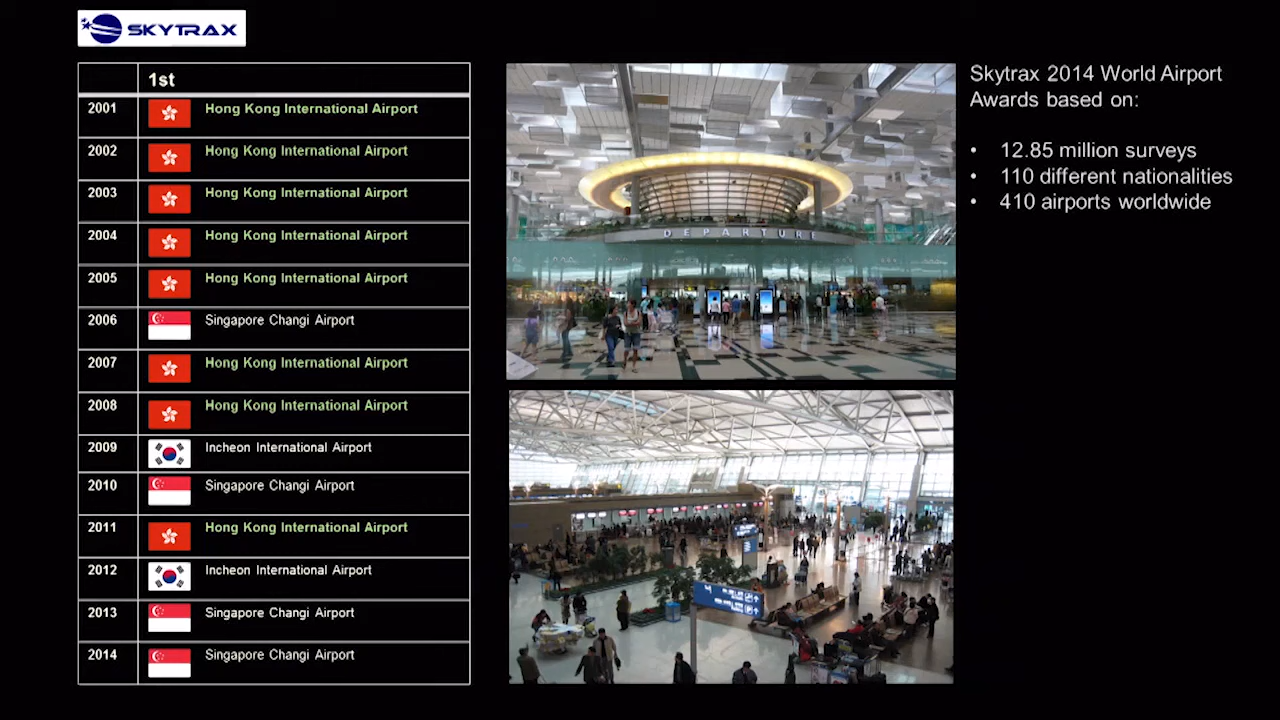 SKYTRAX
1st
2001 Hong Kong International Airport
2002 Hong Kong International Airport
2003 Hong Kong International Airport
2004 Hong Kong International Airport
2005 Hong Kong International Airport
2006 Singapore Changi Airport
2007 Hong Kong International Airport
2008 Hong Kong International Airport
2009 Incheon International Airport
2010 Singapore Changi Airport
2011 Hong Kong International Airport
2012 Incheon International Airport
2013 Singapore Changi Airport
2014 Singapore Changi Airport
DEPARTURE
Skytrax 2014 World Airport
Awards based on:
• 12.85 million surveys
• 110 different nationalities
• 410 airports worldwide